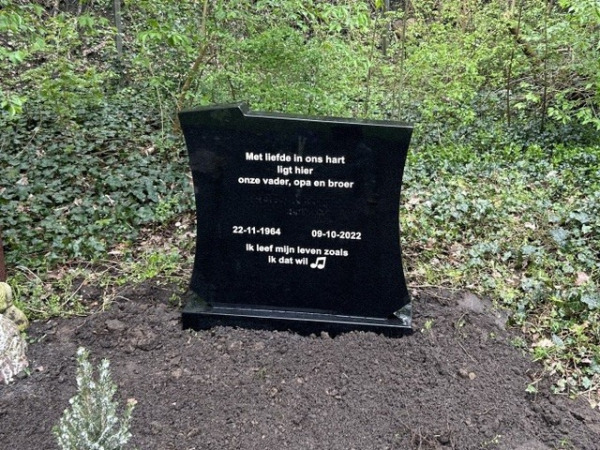 Met liefde in ons hart
ligt hier
onze vader, opa en broer
22-11-1964 09-10-2022
Ik leef mijn leven zoals
ik dat wil